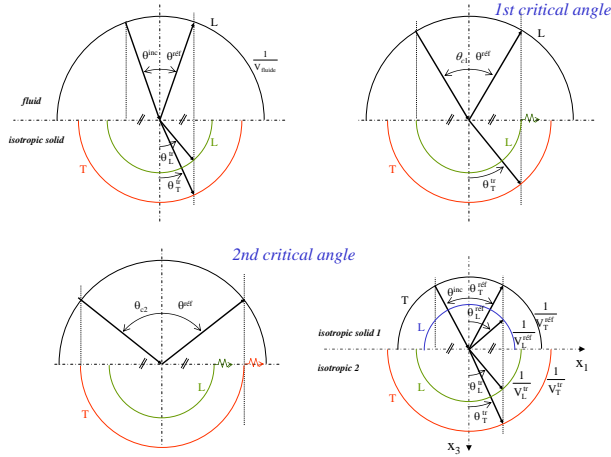 1st critical angle
L
θinc θréf
1/Vfluide
fluid
isotropic solid
θLtr
L
T
θTtr
L
θc1 θréf
L
T
θTtr
2nd critical angle
θc2 θréf
L
T
T
θinc θTréf
θLréf
L
1/VTréf
1/VLréf
isotropic solid 1
isotropic 2
x1
θLtr
1/VLtr
1/VTtr
L
T
θTtr
x3